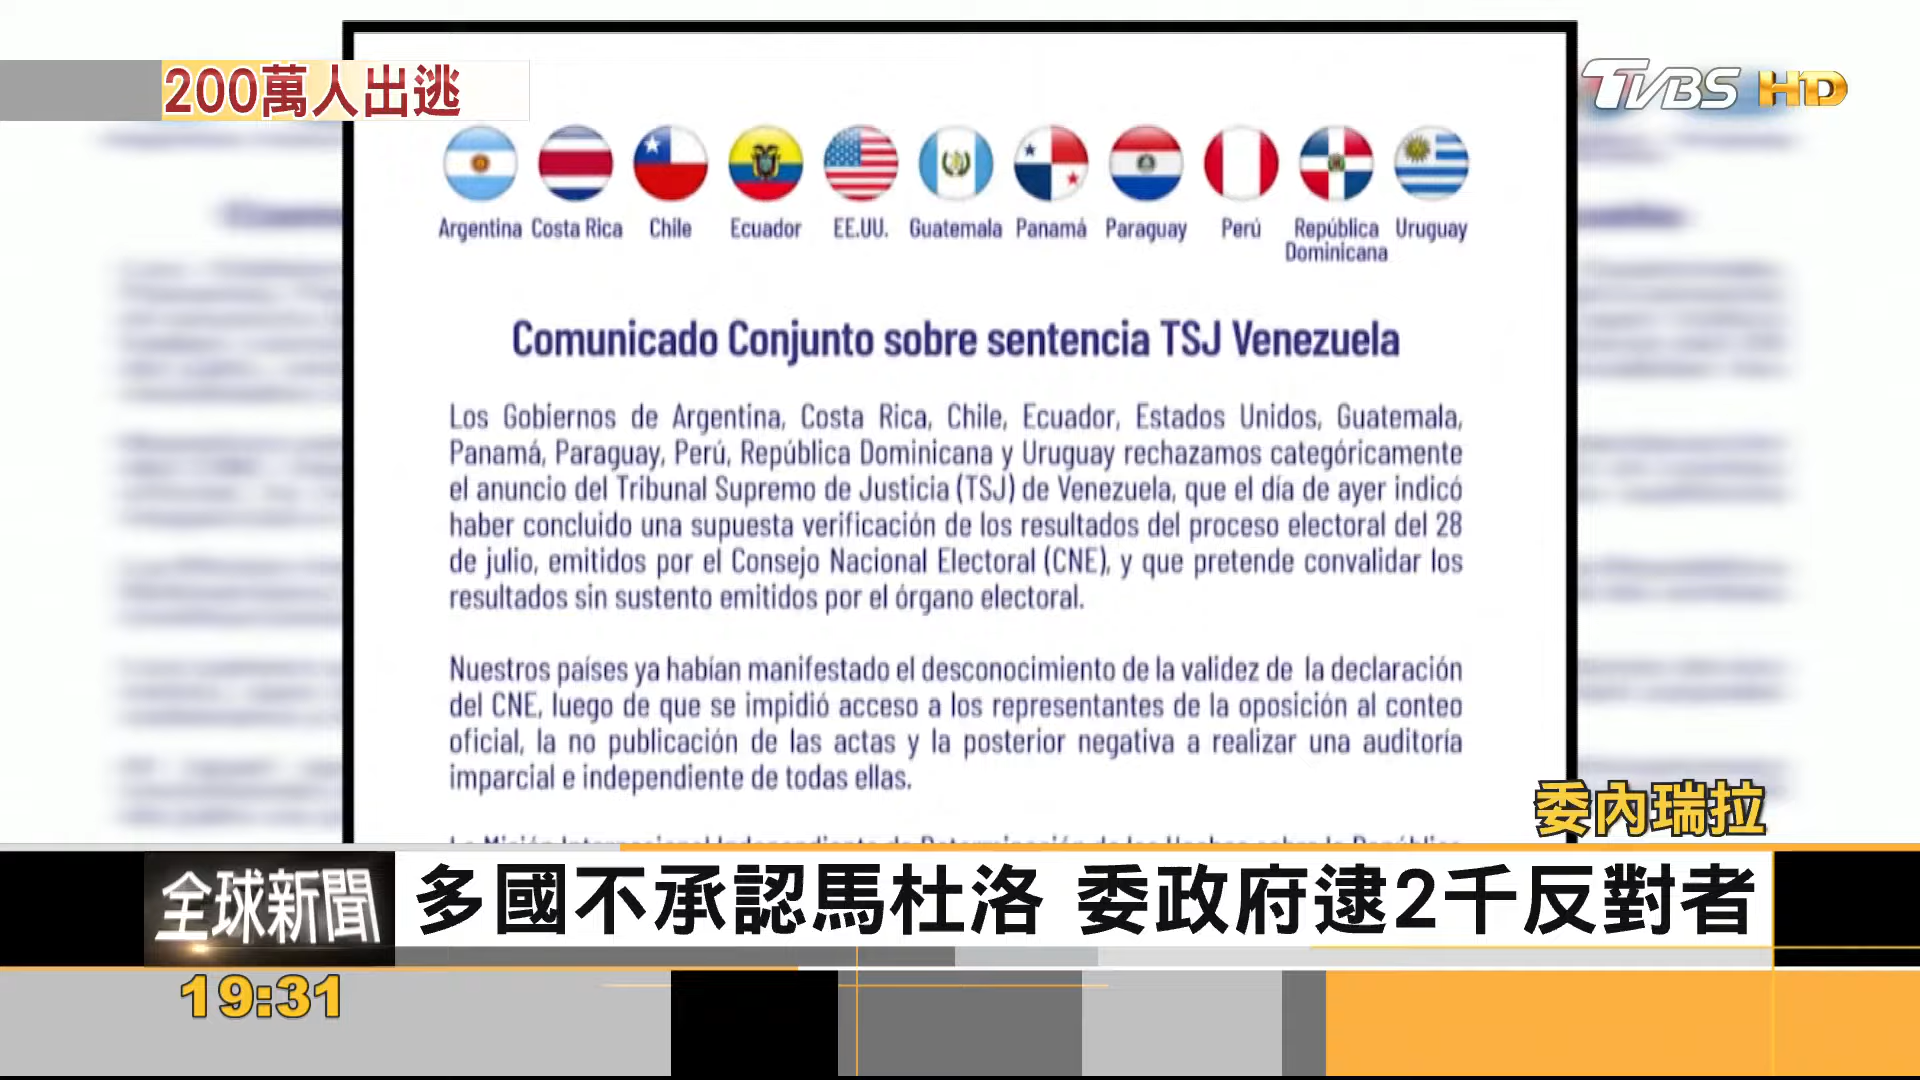 200萬人出逃
TVBS HD
Argentina Costa Rica Chile Ecuador EE.UU. Guatemala Panamá Paraguay Perú República Dominicana Uruguay
Comunicado Conjunto sobre sentencia TSJ Venezuela
Los Gobiernos de Argentina, Costa Rica, Chile, Ecuador, Estados Unidos, Guatemala,
Panamá, Paraguay, Perú, República Dominicana y Uruguay rechazamos categóricamente
el anuncio del Tribunal Supremo de Justicia (TSJ) de Venezuela, que el día de ayer indicó
haber concluido una supuesta verificación de los resultados del proceso electoral del 28
de julio, emitidos por el Consejo Nacional Electoral (CNE), y que pretende convalidar los
resultados sin sustento emitidos por el órgano electoral.
Nuestros países ya habían manifestado el desconocimiento de la validez de la declaración
del CNE, luego de que se impidió acceso a los representantes de la oposición al conteo
oficial, la no publicación de las actas y la posterior negativa a realizar una auditoría
imparcial e independiente de todas ellas.
委內瑞拉
全球新聞
多國不承認馬杜洛 委政府逮2千反對者
19:31